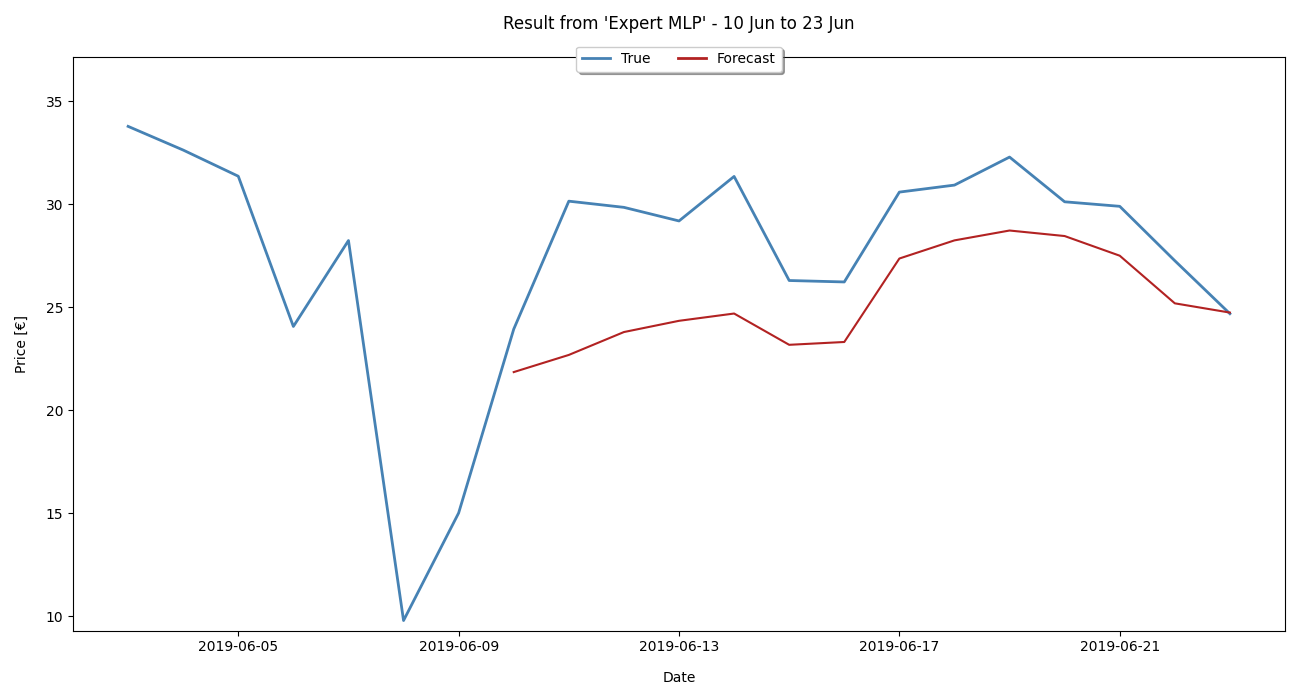 Result from 'Expert MLP' - 10 Jun to 23 Jun
True Forecast
35
30
25
20
15
10
Price [€]
2019-06-05 2019-06-09 2019-06-13 2019-06-17 2019-06-21
Date